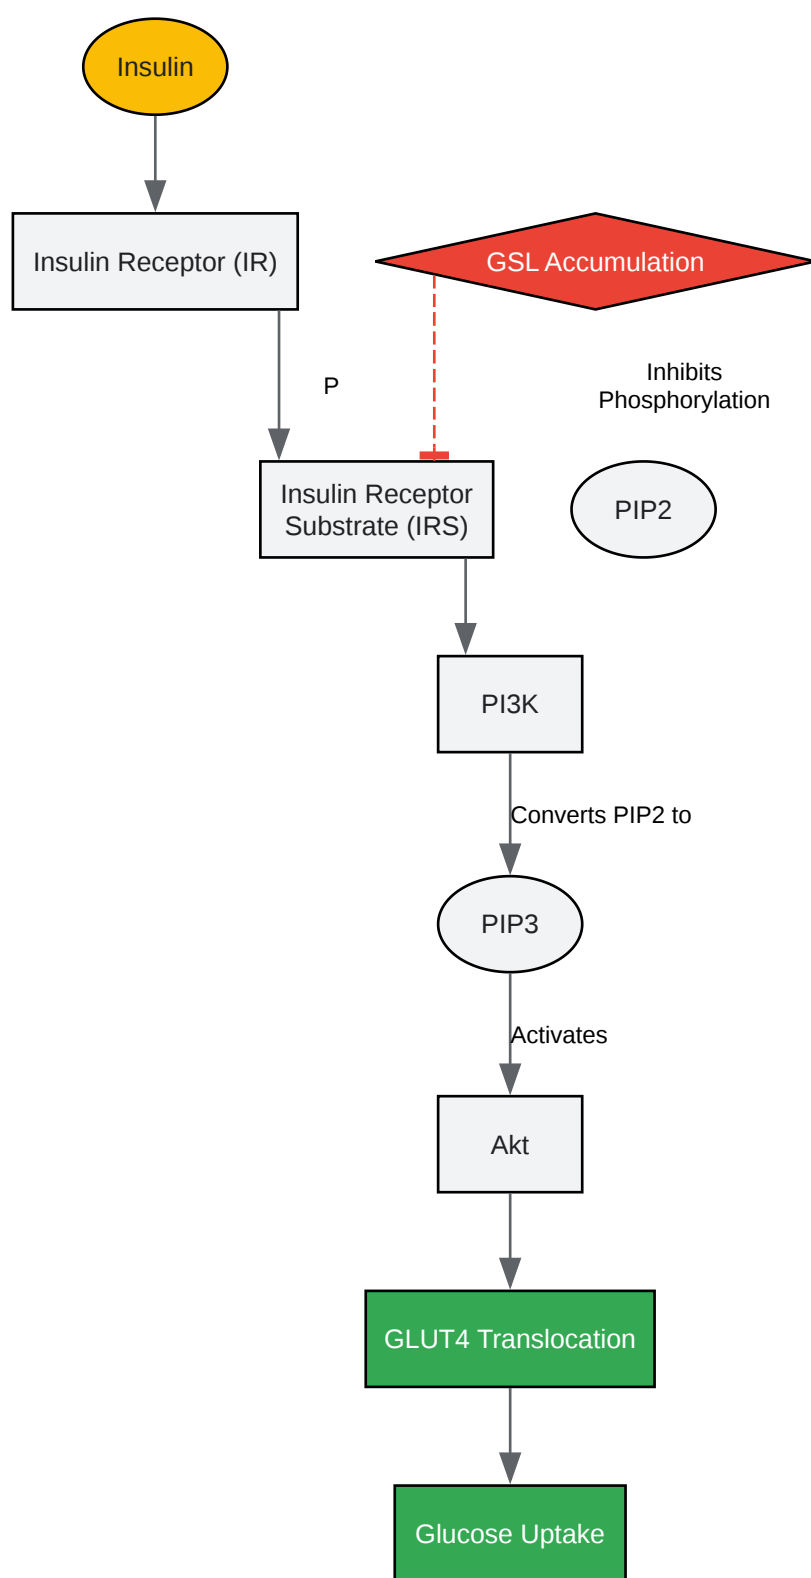 Insulin
Insulin Receptor (IR)
GSL Accumulation
P
Inhibits
Phosphorylation
Insulin Receptor
Substrate (IRS)
PIP2
PI3K
Converts PIP2 to
PIP3
Activates
Akt
GLUT4 Translocation
Glucose Uptake